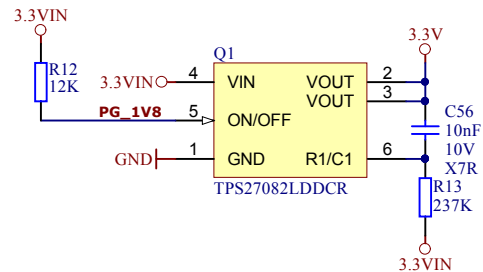 3.3VIN
R12
12K
PG_1V8
Q1
3.3VIN
4
VIN
VOUT
2
VOUT
3
5
ON/OFF
GND
1
GND
R1/C1
6
TPS27082LDDCR
3.3V
C56
10nF
10V
X7R
R13
237K
3.3VIN